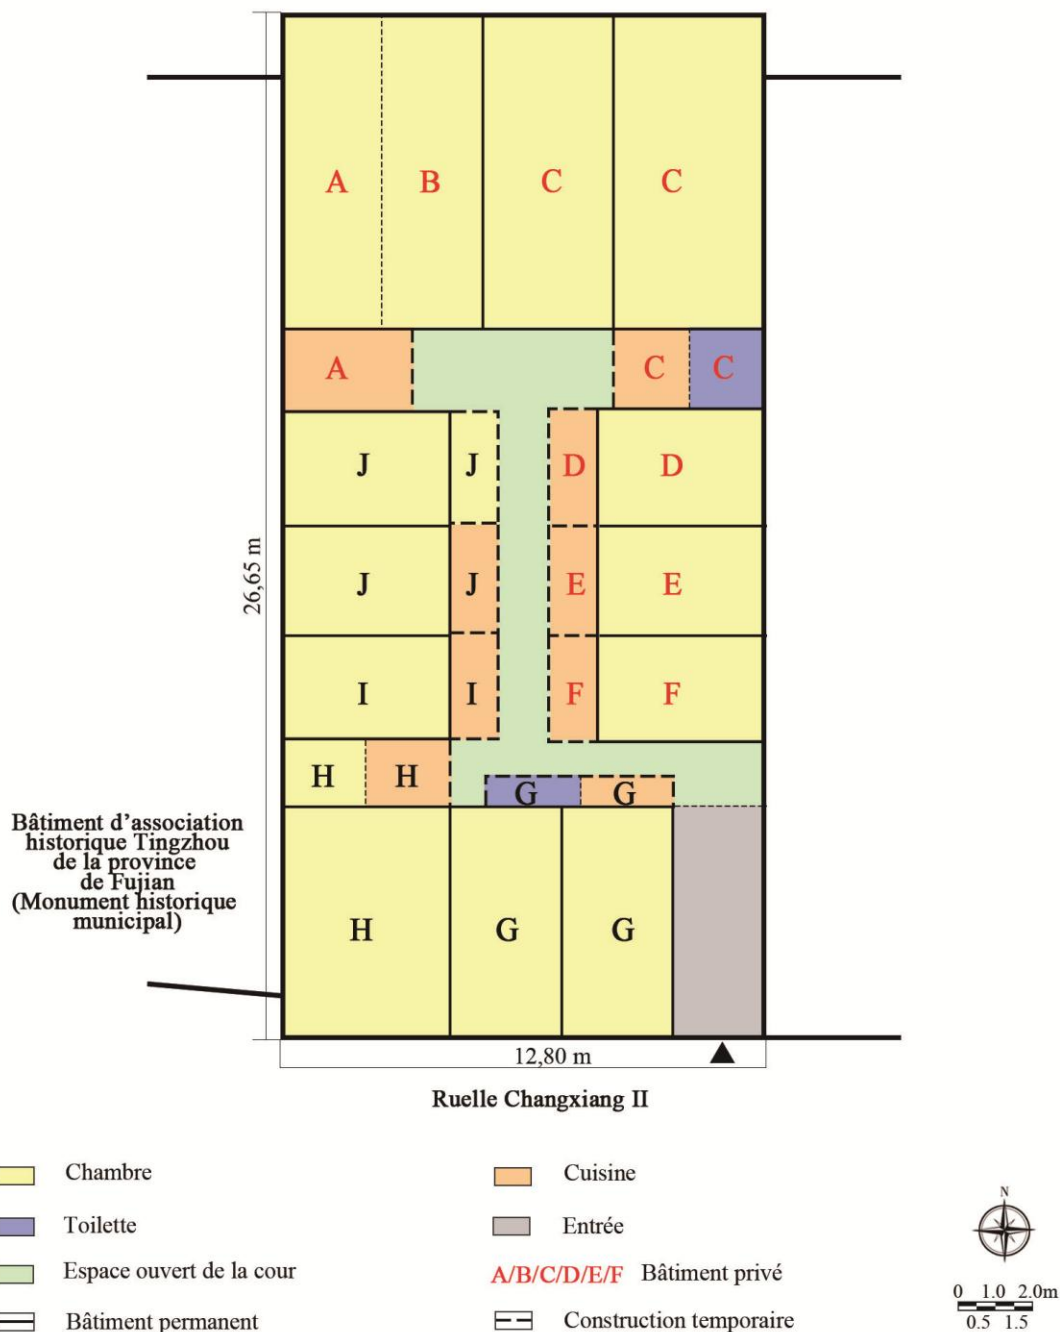 A
B
C
C
A
C
C
J
J
D
D
26,65 m
J
J
E
E
I
I
F
F
H
H
G
G
Bâtiment d’association
historique Tingzhou
de la province
de Fujian
(Monument historique
municipal)
H
G
G
12,80 m
Ruelle Changxiang II
Chambre
Cuisine
Toilette
Entrée
Espace ouvert de la cour
A/B/C/D/E/F Bâtiment privé
Bâtiment permanent
Construction temporaire
N
0 1.0 2.0m
0.5 1.5